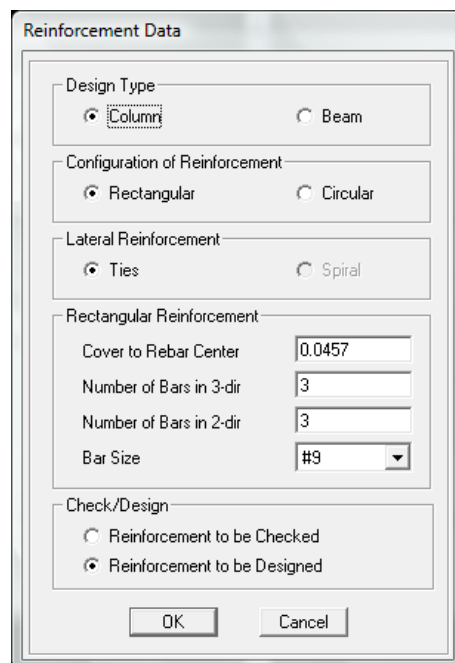 Reinforcement Data
Design Type
Column Beam
Configuration of Reinforcement
Rectangular Circular
Lateral Reinforcement
Ties Spiral
Rectangular Reinforcement
Cover to Rebar Center 0.0457
Number of Bars in 3-dir 3
Number of Bars in 2-dir 3
Bar Size #9
Check/Design
Reinforcement to be Checked
Reinforcement to be Designed
OK Cancel